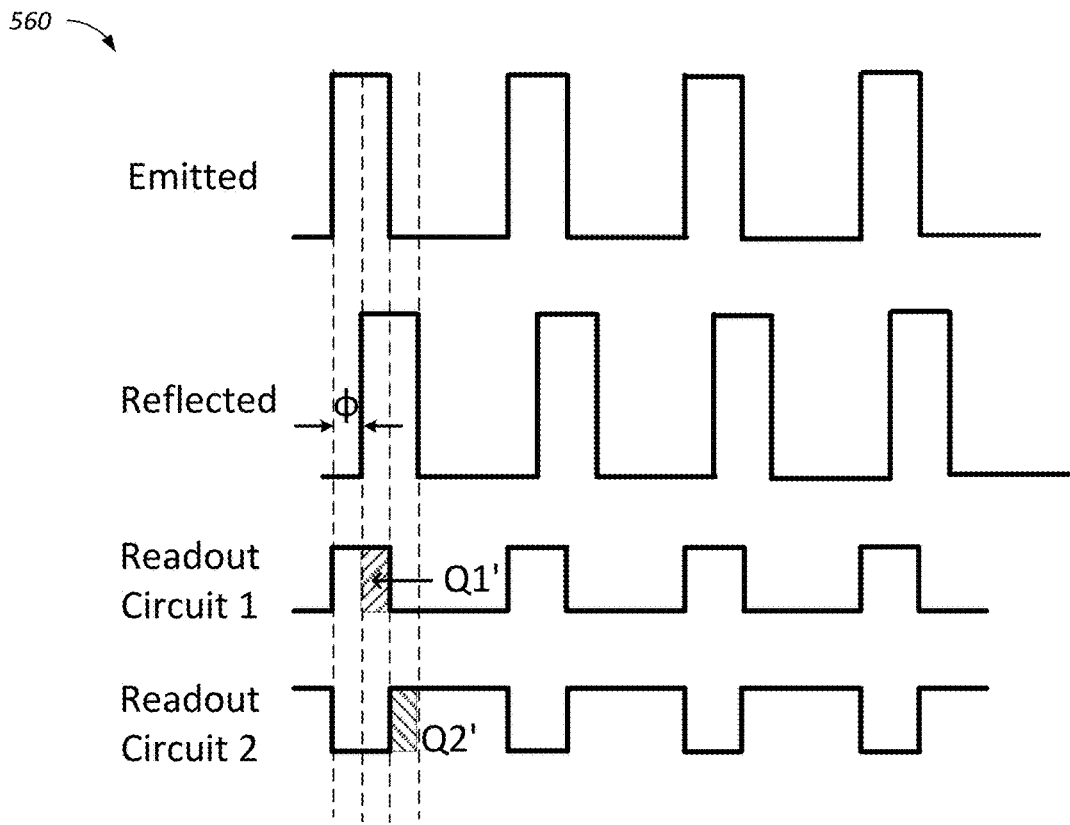 560
Emitted
Reflected
ϕ
Readout
Circuit 1
Q1'
Readout
Circuit 2
Q2'